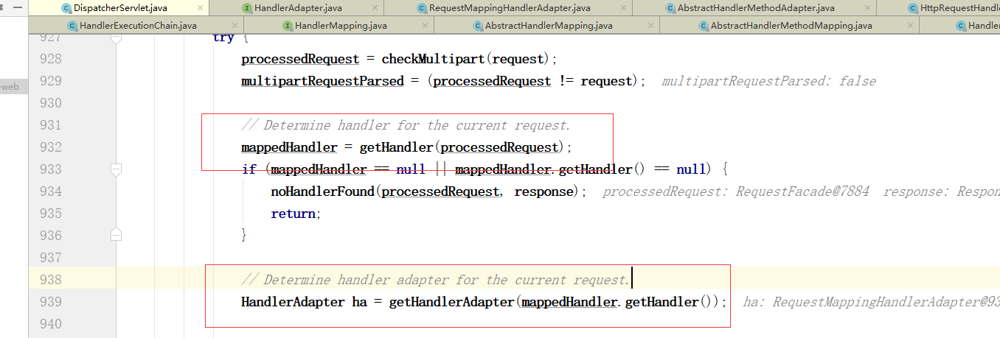 DispatcherServlet.java HandlerAdapter.java RequestMappingHandlerAdapter.java AbstractHandlerMethodAdapter.java HttpRequestHandl
HandlerExecutionChain.java HandlerMapping.java AbstractHandlerMapping.java AbstractHandlerMethodMapping.java Handler
-web
927 try {
928 processedRequest = checkMultipart(request);
929 multipartRequestParsed = (processedRequest != request); multipartRequestParsed: false
930
931 // Determine handler for the current request.
932 mappedHandler = getHandler(processedRequest);
933 if (mappedHandler == null || mappedHandler.getHandler() == null) {
934 noHandlerFound(processedRequest, response); processedRequest: RequestFacade@7884 response: Respon
935 return;
936 }
937
938 // Determine handler adapter for the current request.
939 HandlerAdapter ha = getHandlerAdapter(mappedHandler.getHandler()); ha: RequestMappingHandlerAdapter@93
940